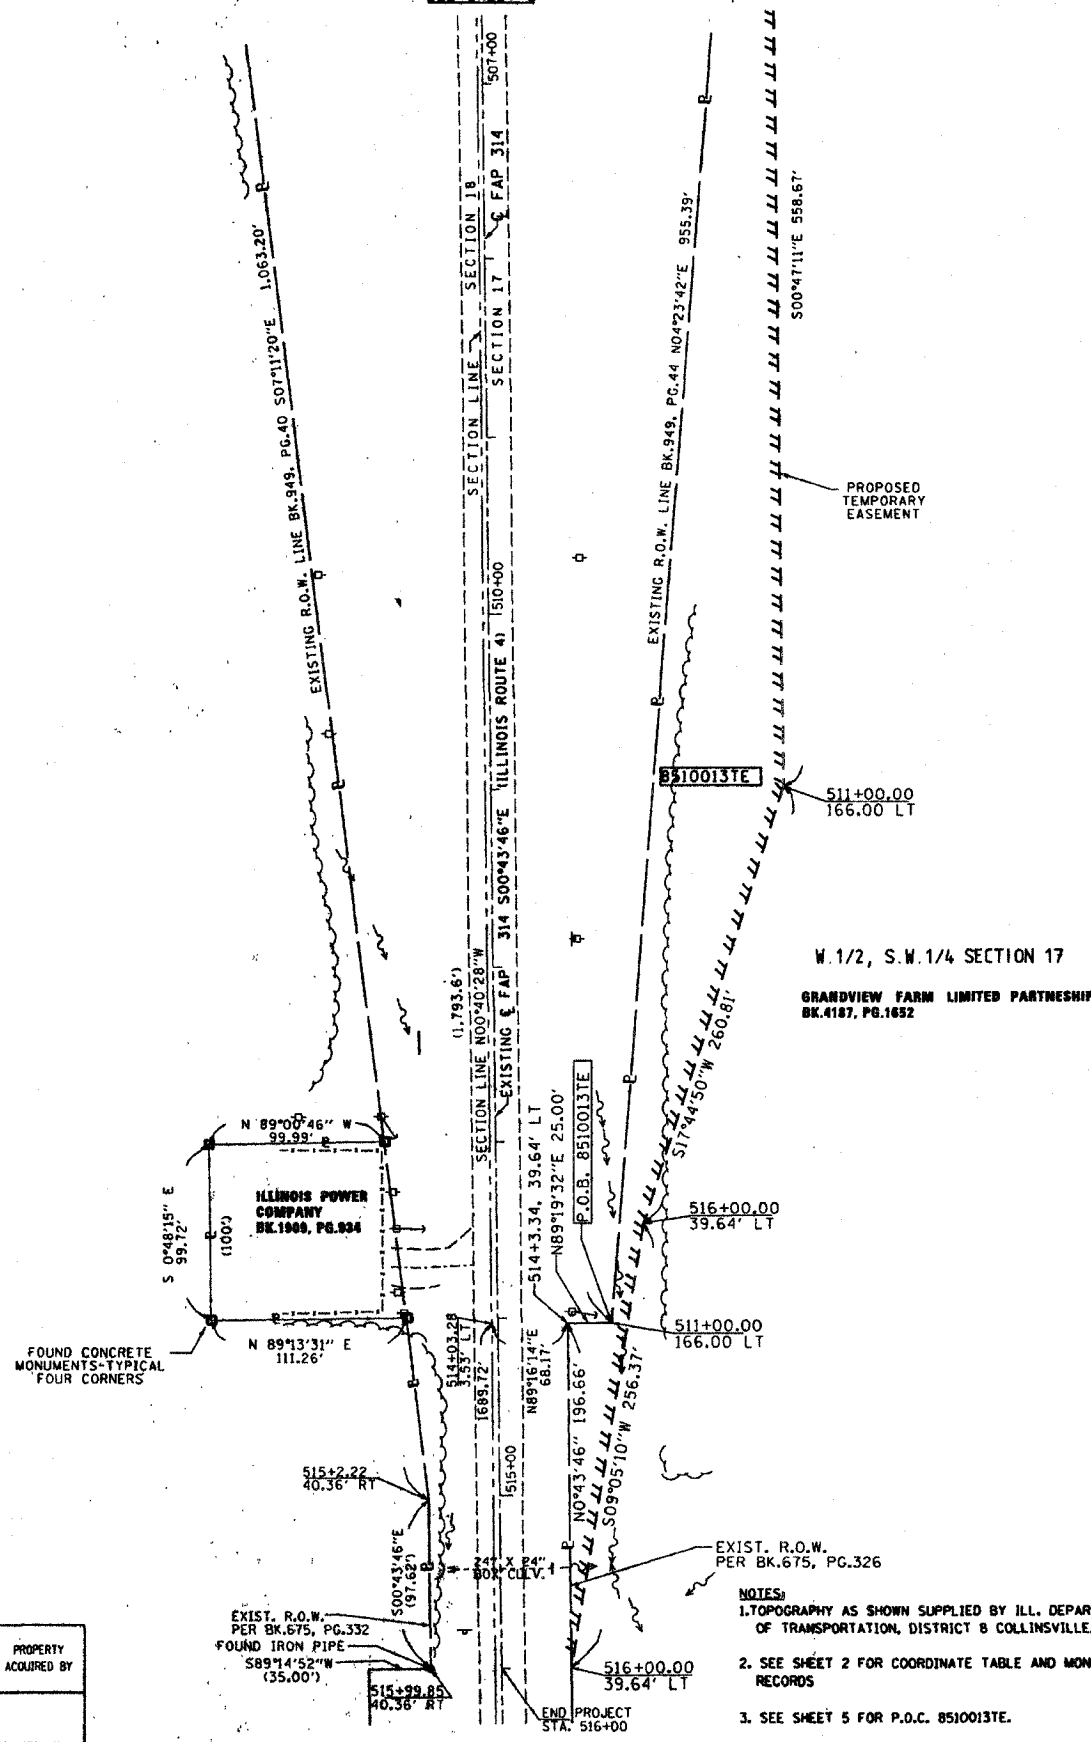 507+00
SECTION 18
℄ FAP 314
SECTION LINE
SECTION 17
EXISTING R.O.W. LINE BK.949, PG.40 S07°11'20"E 1,063.20'
EXISTING R.O.W. LINE BK.949, PG.44 N04°23'42"E 955.39'
S00°47'11"E 558.67'
PROPOSED
TEMPORARY
EASEMENT
510+00
EXISTING ℄ FAP 314 S00°43'46"E (ILLINOIS ROUTE 4)
8510013TE
511+00.00
166.00 LT
SECTION LINE N00°40'28"W
(1,793.6')
W.1/2, S.W.1/4 SECTION 17
GRANDVIEW FARM LIMITED PARTNESHIP
BK.4187, PG.1652
S17°44'50"W 260.81'
N 89°00'46" W
99.99'
ILLINOIS POWER
COMPANY
BK.1909, PG.934
S 0°48'15" E
99.72'
(100')
514+3.34, 39.64' LT
N89°19'32"E 25.00'
P.O.B. 8510013TE
516+00.00
39.64' LT
511+00.00
166.00 LT
N 89°13'31" E
111.26'
FOUND CONCRETE
MONUMENTS-TYPICAL
FOUR CORNERS
514+03.28
3.53' LT
1689.72'
N89°16'14"E
68.17'
N0°43'46" 196.66'
S09°05'10"W 256.37'
515+00
515+2.22
40.36' RT
S00°43'46"E
(97.62')
24" X 24"
BOX CULV.
EXIST. R.O.W.
PER BK.675, PG.326
EXIST. R.O.W.
PER BK.675, PG.332
FOUND IRON PIPE
S89°14'52"W
(35.00')
515+99.85
40.36' RT
516+00.00
39.64' LT
END PROJECT
STA. 516+00
NOTES:
1.TOPOGRAPHY AS SHOWN SUPPLIED BY ILL. DEPAR
OF TRANSPORTATION, DISTRICT 8 COLLINSVILLE.
2. SEE SHEET 2 FOR COORDINATE TABLE AND MON
RECORDS
3. SEE SHEET 5 FOR P.O.C. 8510013TE.
PROPERTY
ACQUIRED BY